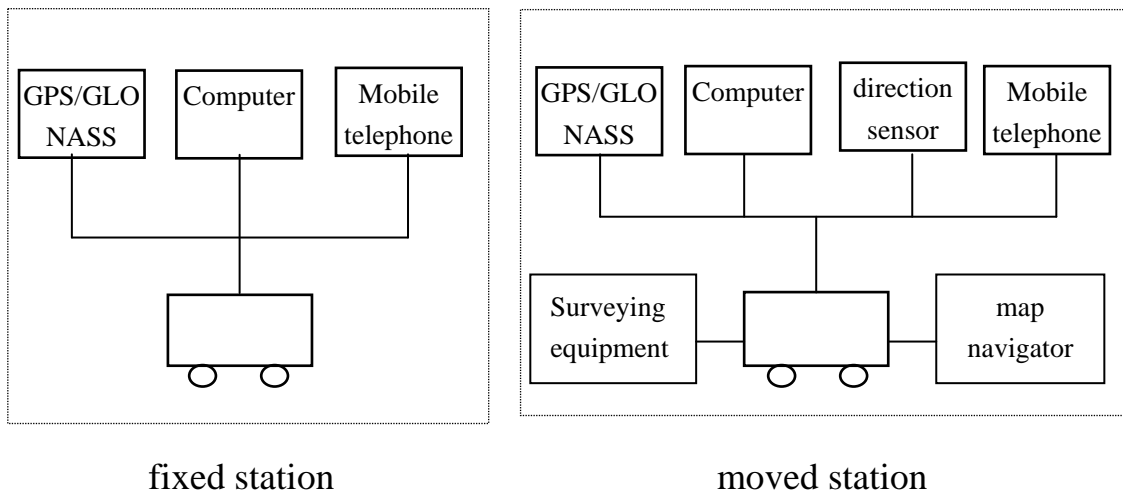 GPS/GLO
NASS
Computer
Mobile
telephone
GPS/GLO
NASS
Computer
direction
sensor
Mobile
telephone
Surveying
equipment
map
navigator
fixed station
moved station